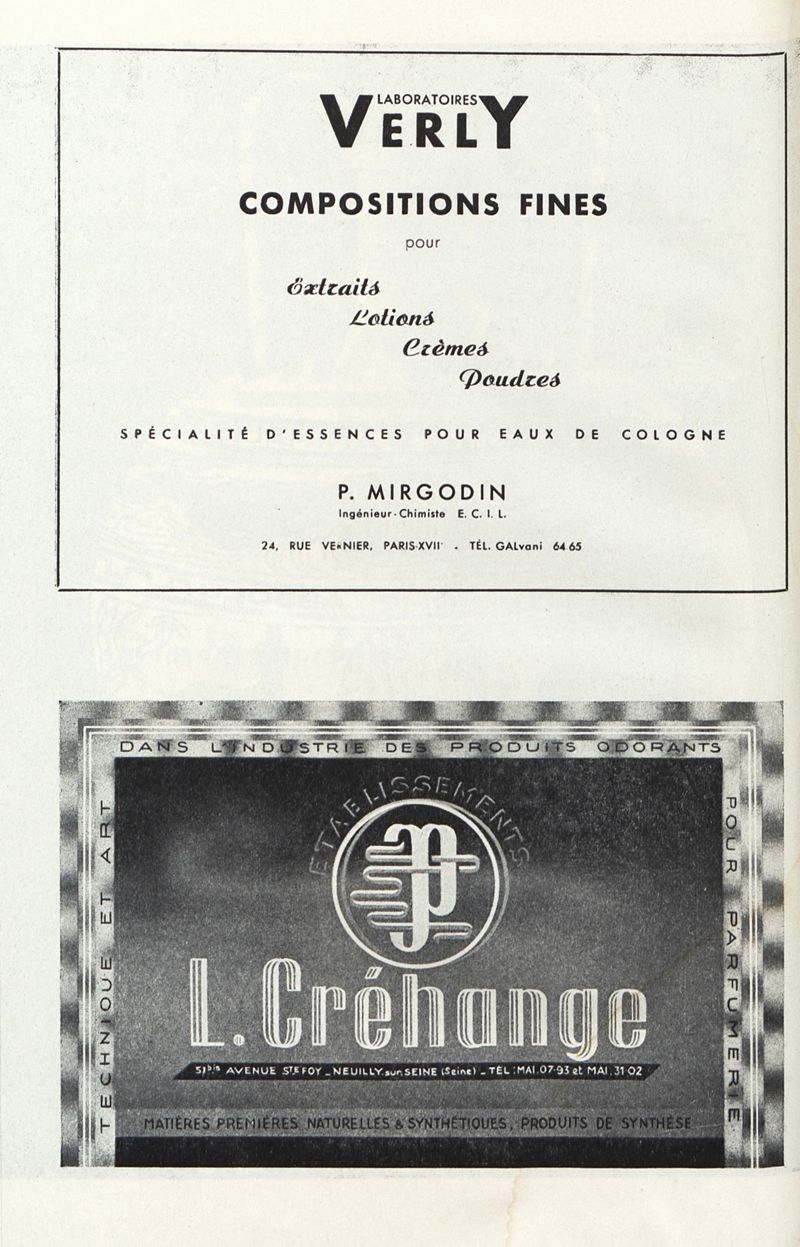 LABORATOIRES
VERLY
COMPOSITIONS FINES
pour
Extraits
Lotions
Crèmes
Poudres
SPÉCIALITÉ D'ESSENCES POUR EAUX DE COLOGNE
P. MIRGODIN
Ingénieur-Chimiste E. C. I. L.
24, RUE VERNIER, PARIS-XVIIᵉ - TÉL. GALvani 64 65
TECHNIQUE ET ART
DANS L'INDUSTRIE DES PRODUITS ODORANTS
POUR PARFUMERIE
ETABLISSEMENTS
P
L. Créhange
51bis AVENUE STE FOY _ NEUILLY sur SEINE (Seine) _ TÉL : MAI. 07-93 et MAI. 31-02
MATIÈRES PREMIÈRES NATURELLES & SYNTHÉTIQUES, PRODUITS DE SYNTHÈSE